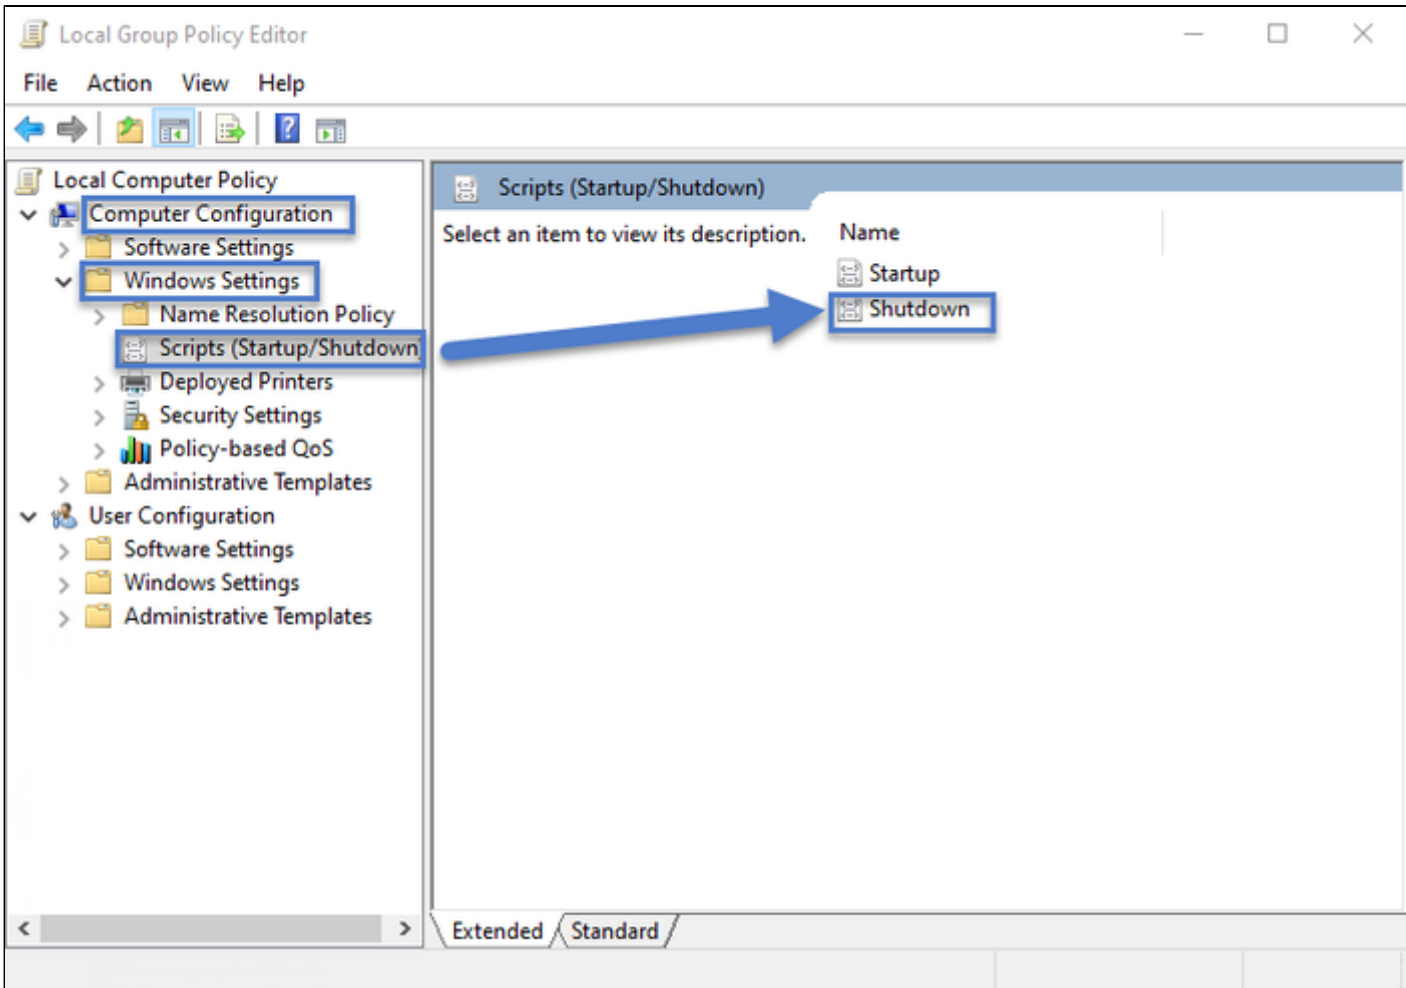 Local Group Policy Editor
File Action View Help
Local Computer Policy
Computer Configuration
Software Settings
Windows Settings
Name Resolution Policy
Scripts (Startup/Shutdown)
Deployed Printers
Security Settings
Policy-based QoS
Administrative Templates
User Configuration
Software Settings
Windows Settings
Administrative Templates
Scripts (Startup/Shutdown)
Select an item to view its description.
Name
Startup
Shutdown
Extended Standard